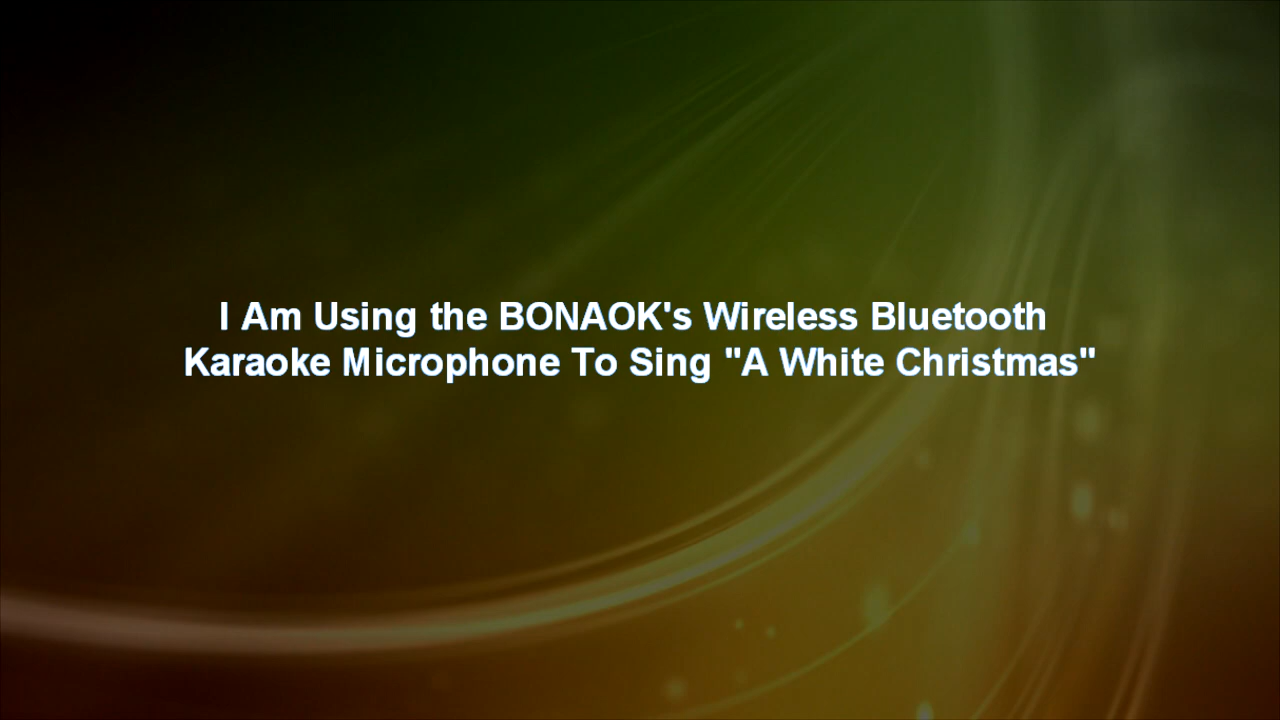 I Am Using the BONAOK's Wireless Bluetooth
Karaoke Microphone To Sing "A White Christmas"